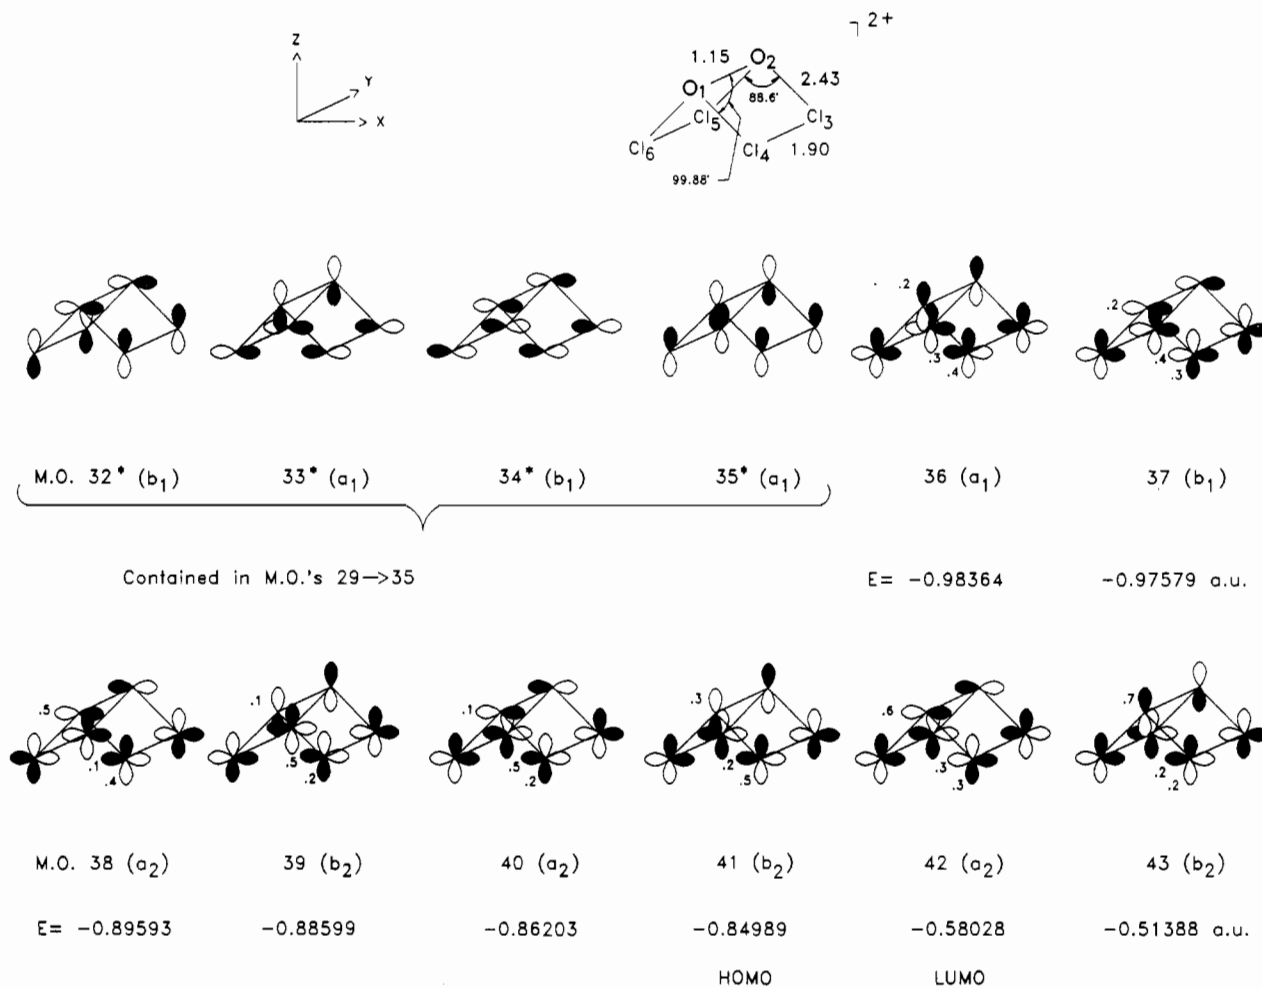 Z
Y
X
2+
1.15
O2
2.43
O1
88.6°
Cl5
Cl3
Cl6
Cl4
1.90
99.88°
.2
.3
.4
.2
.4
.3
M.O. 32* (b1)
33* (a1)
34* (b1)
35* (a1)
36 (a1)
37 (b1)
Contained in M.O.'s 29→35
E= -0.98364
-0.97579 a.u.
.5
.1
.4
.1
.5
.2
.1
.5
.2
.3
.2
.5
.6
.3
.3
.7
.2
.2
M.O. 38 (a2)
39 (b2)
40 (a2)
41 (b2)
42 (a2)
43 (b2)
E= -0.89593
-0.88599
-0.86203
-0.84989
-0.58028
-0.51388 a.u.
HOMO
LUMO